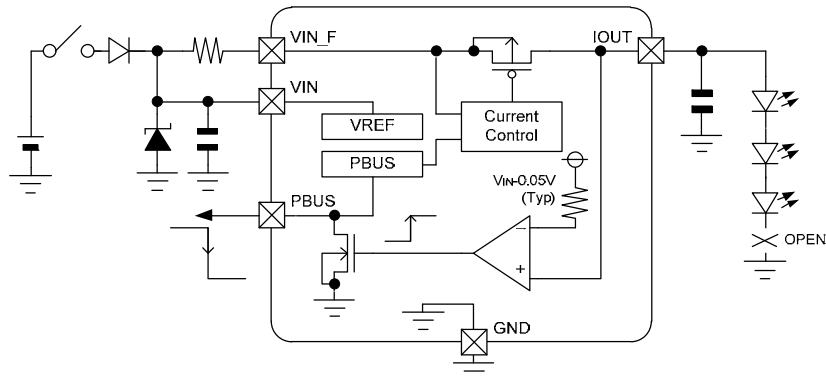 VIN_F
IOUT
VIN
VREF
Current
Control
PBUS
VIN-0.05V
(Typ)
PBUS
−
+
OPEN
GND